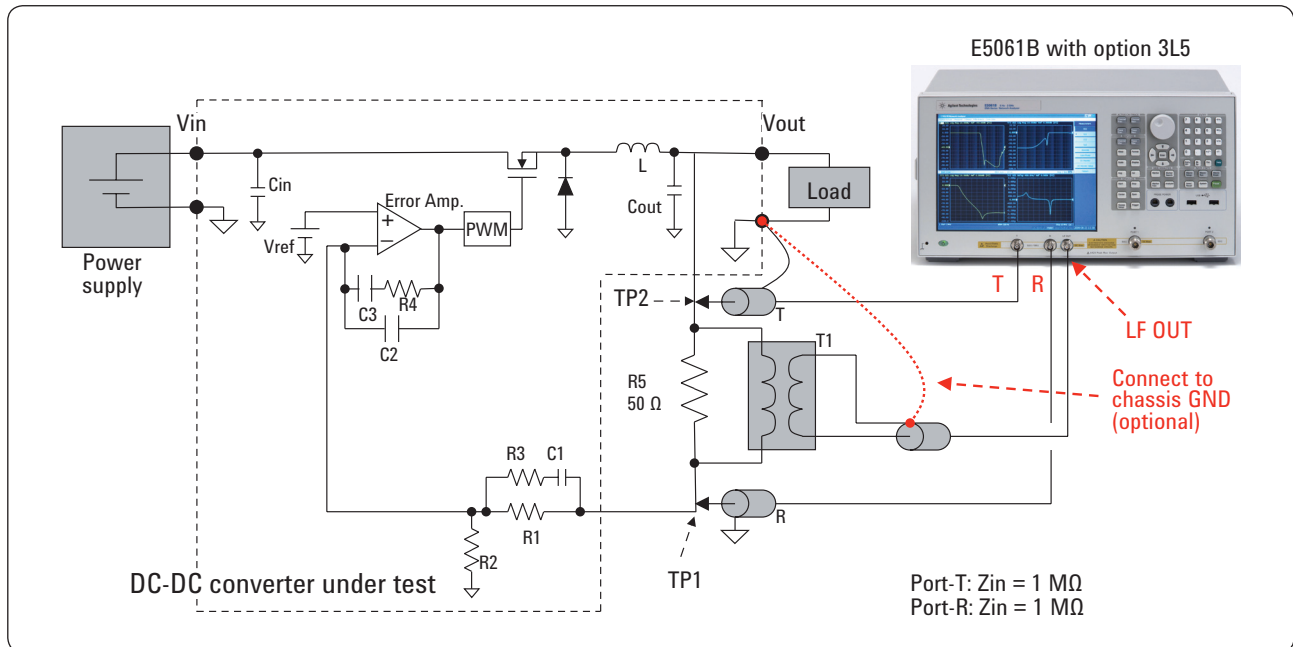 E5061B with option 3L5
Vin
Vout
Power
supply
Cin
Vref
Error Amp.
+
−
PWM
L
Cout
Load
C3
R4
C2
TP2
T
T1
R5
50 Ω
T
R
LF OUT
Connect to
chassis GND
(optional)
R3
C1
R1
R2
R
TP1
DC-DC converter under test
Port-T: Zin = 1 MΩ
Port-R: Zin = 1 MΩ